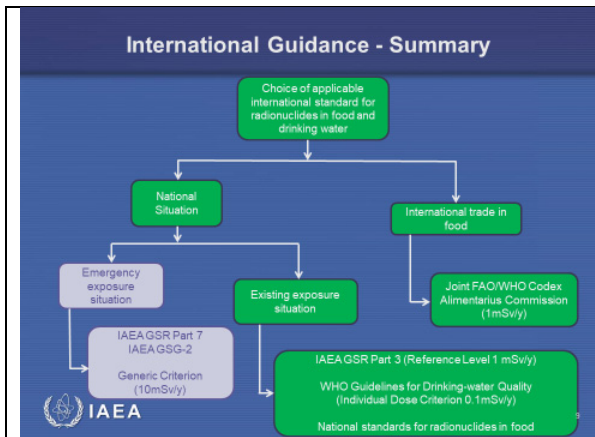 International Guidance - Summary
Choice of applicable
international standard for
radionuclides in food and
drinking water
National
Situation
International trade in
food
Emergency
exposure
situation
Existing exposure
situation
Joint FAO/WHO Codex
Alimentarius Commission
(1mSv/y)
IAEA GSR Part 7
IAEA GSG-2
Generic Criterion
(10mSv/y)
IAEA GSR Part 3 (Reference Level 1 mSv/y)
WHO Guidelines for Drinking-water Quality
(Individual Dose Criterion 0.1mSv/y)
National standards for radionuclides in food
IAEA